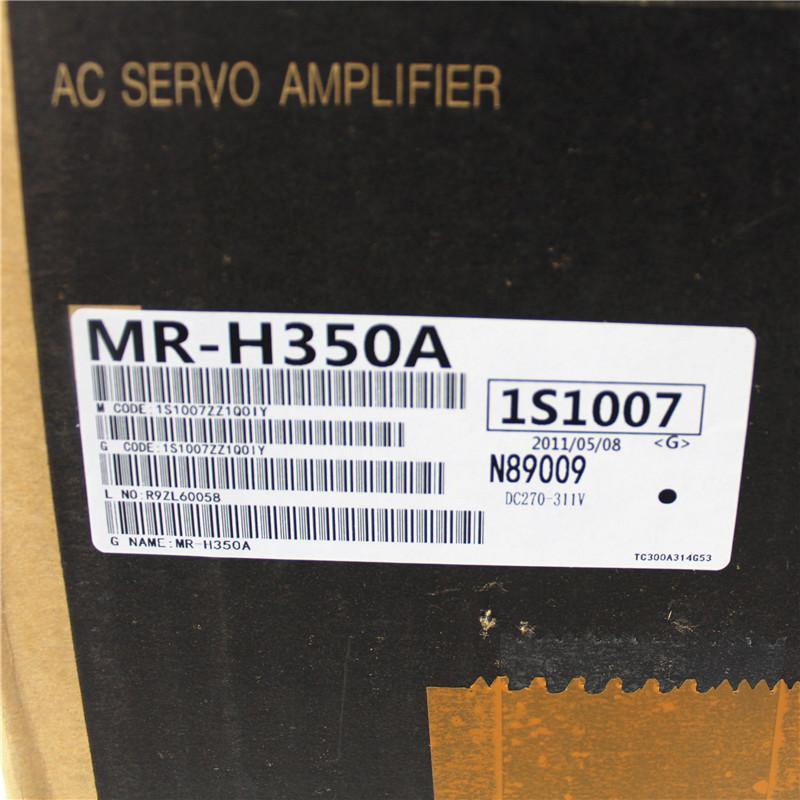 AC SERVO AMPLIFIER
MR-H350A
M CODE:1S1007ZZ1Q01Y
G CODE:1S1007ZZ1Q01Y
L NO:R9ZL60058
G NAME:MR-H350A
1S1007
2011/05/08 <G>
N89009
DC270-311V
TC300A314G53